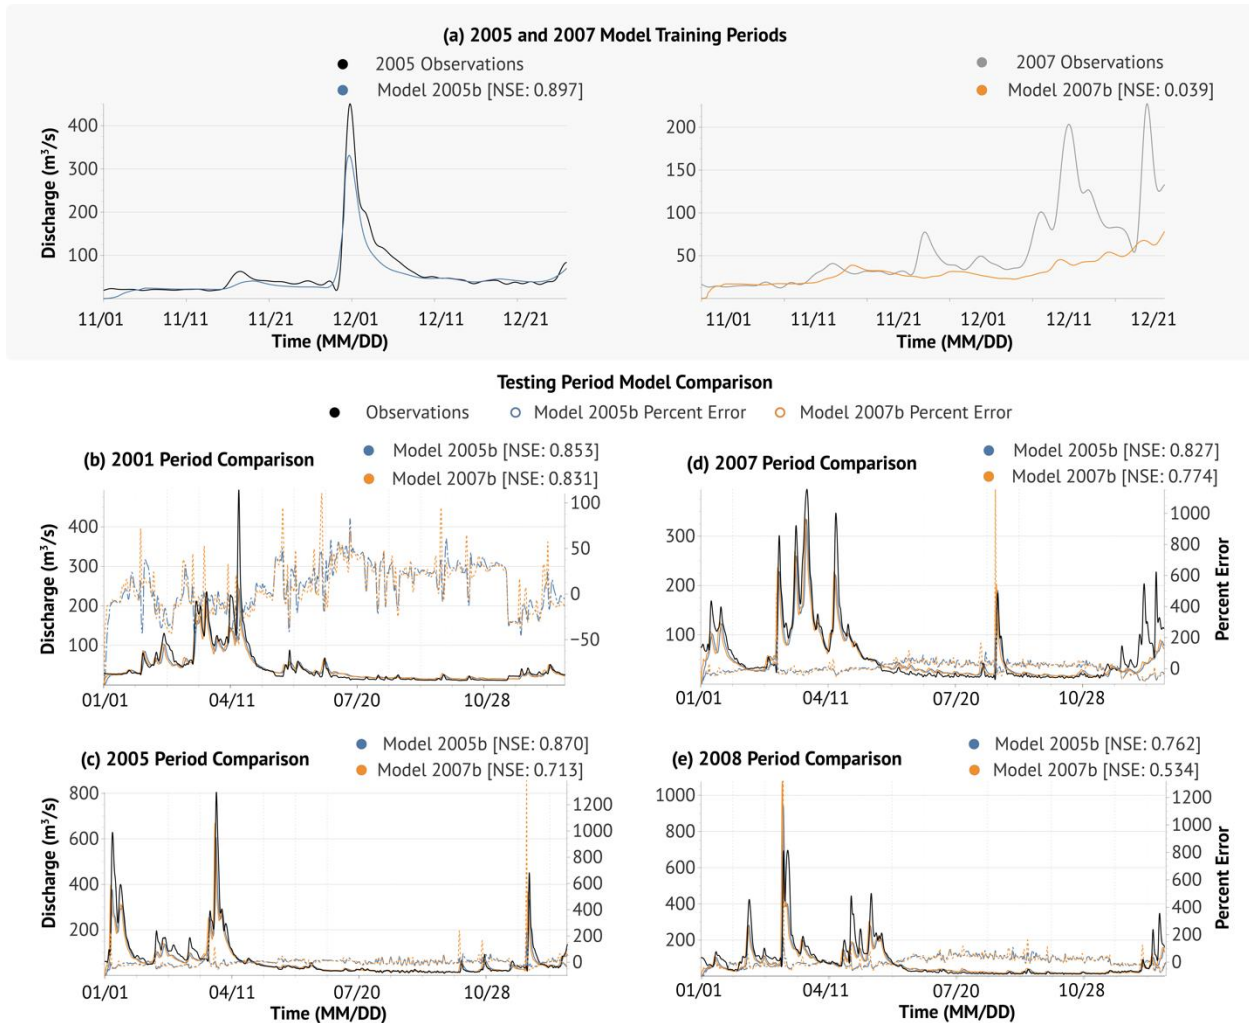 (a) 2005 and 2007 Model Training Periods
2005 Observations
Model 2005b [NSE: 0.897]
2007 Observations
Model 2007b [NSE: 0.039]
Discharge (m³/s)
400
300
200
100
11/01 11/11 11/21 12/01 12/11 12/21
Time (MM/DD)
200
150
100
50
11/01 11/11 11/21 12/01 12/11 12/21
Time (MM/DD)
Testing Period Model Comparison
Observations Model 2005b Percent Error Model 2007b Percent Error
(b) 2001 Period Comparison
Model 2005b [NSE: 0.853]
Model 2007b [NSE: 0.831]
Discharge (m³/s)
400
300
200
100
100
50
0
−50
01/01 04/11 07/20 10/28
(d) 2007 Period Comparison
Model 2005b [NSE: 0.827]
Model 2007b [NSE: 0.774]
300
200
100
1000
800
600
400
200
0
Percent Error
01/01 04/11 07/20 10/28
(c) 2005 Period Comparison
Model 2005b [NSE: 0.870]
Model 2007b [NSE: 0.713]
Discharge (m³/s)
800
600
400
200
1200
1000
800
600
400
200
0
01/01 04/11 07/20 10/28
Time (MM/DD)
(e) 2008 Period Comparison
Model 2005b [NSE: 0.762]
Model 2007b [NSE: 0.534]
1000
800
600
400
200
1200
1000
800
600
400
200
0
Percent Error
01/01 04/11 07/20 10/28
Time (MM/DD)